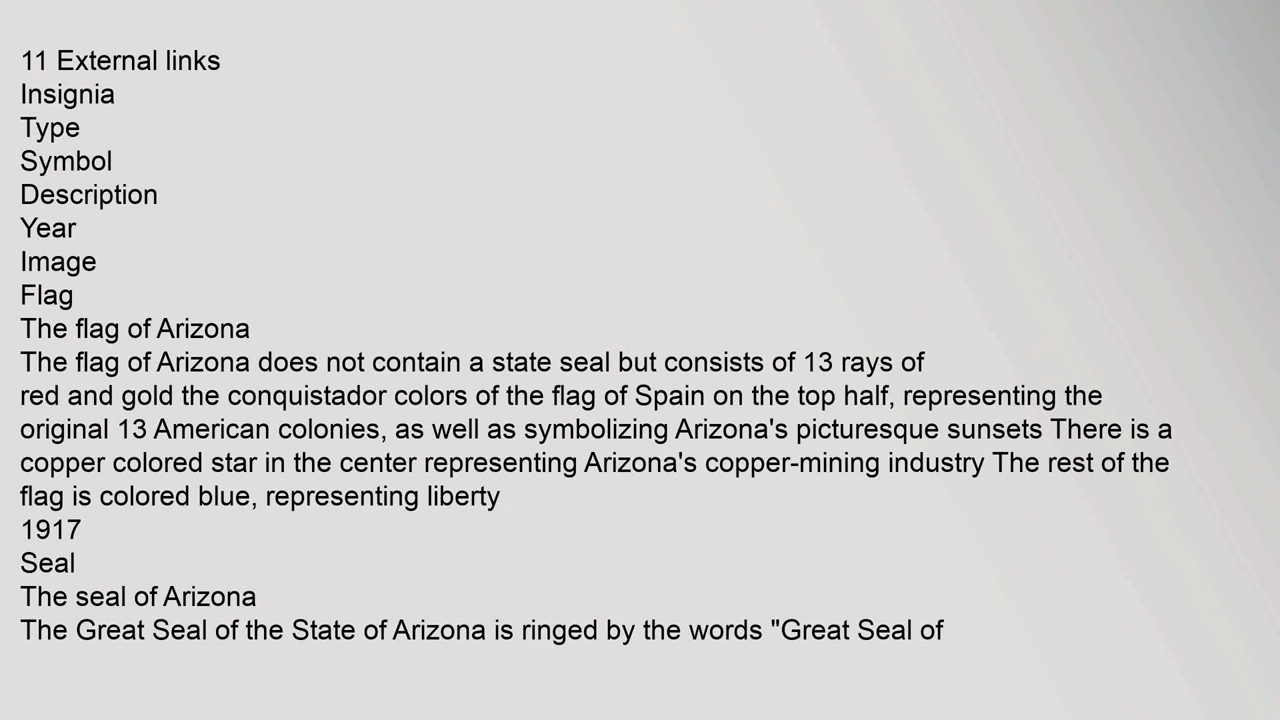 11 External links
Insignia
Type
Symbol
Description
Year
Image
Flag
The flag of Arizona
The flag of Arizona does not contain a state seal but consists of 13 rays of
red and gold the conquistador colors of the flag of Spain on the top half, representing the
original 13 American colonies, as well as symbolizing Arizona's picturesque sunsets There is a
copper colored star in the center representing Arizona's copper-mining industry The rest of the
flag is colored blue, representing liberty
1917
Seal
The seal of Arizona
The Great Seal of the State of Arizona is ringed by the words "Great Seal of